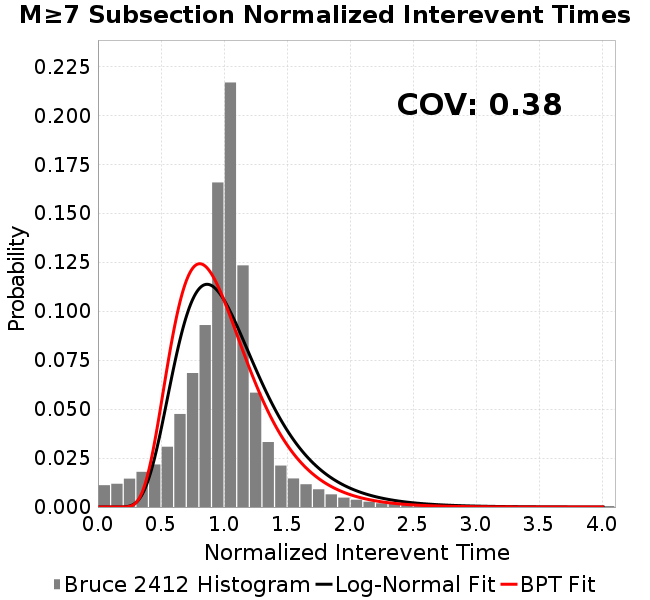 M≥7 Subsection Normalized Interevent Times
COV: 0.38
Probability
0.225
0.200
0.175
0.150
0.125
0.100
0.075
0.050
0.025
0.000
0.0 0.5 1.0 1.5 2.0 2.5 3.0 3.5 4.0
Normalized Interevent Time
Bruce 2412 Histogram Log-Normal Fit BPT Fit